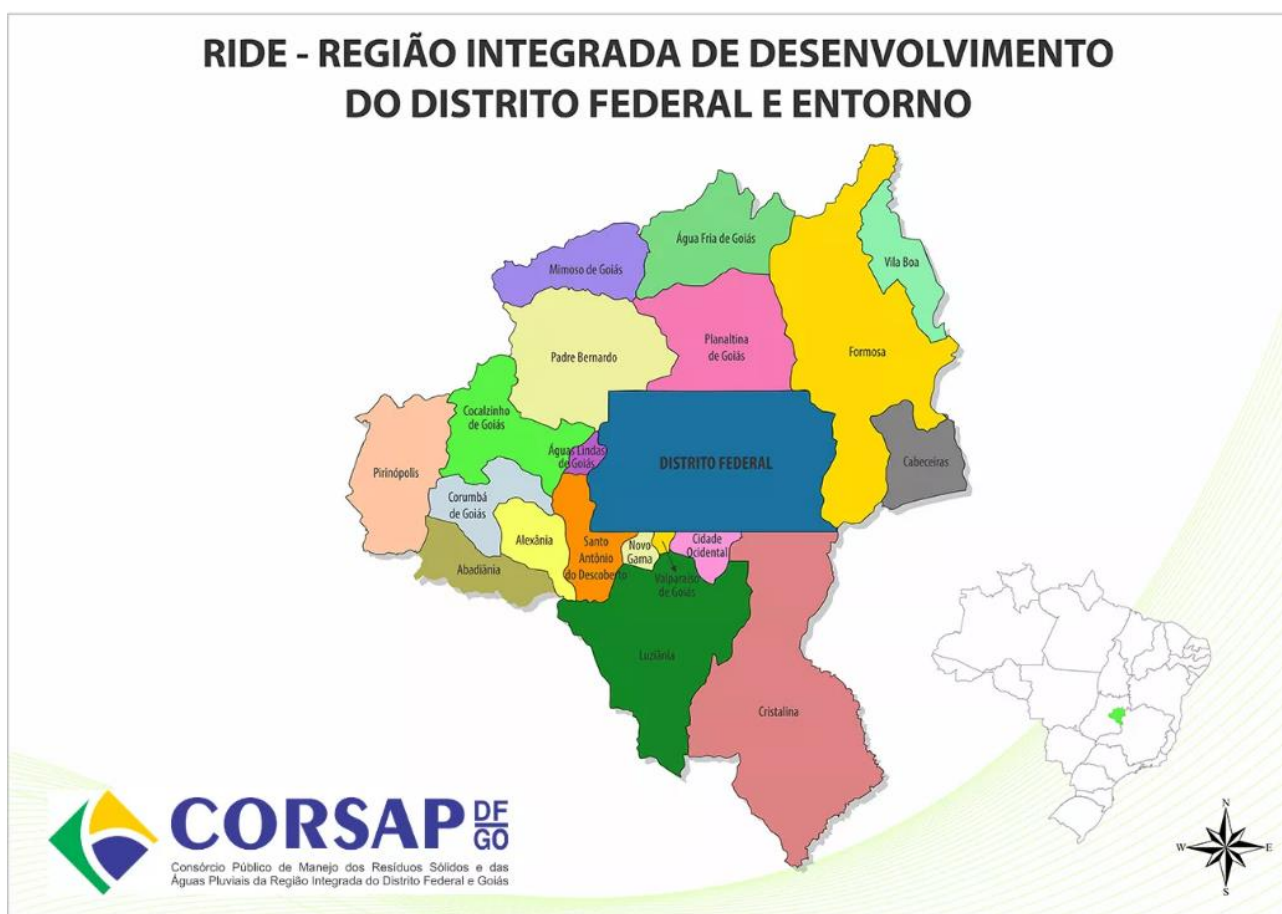 RIDE - REGIÃO INTEGRADA DE DESENVOLVIMENTO
DO DISTRITO FEDERAL E ENTORNO
Água Fria de Goiás
Mimoso de Goiás
Vila Boa
Planaltina
de Goiás
Formosa
Padre Bernardo
Cocalzinho
de Goiás
Águas Lindas
de Goiás
DISTRITO FEDERAL
Cabeceiras
Pirinópolis
Corumbá
de Goiás
Alexânia
Santo
Antônio
do Descoberto
Novo
Gama
Cidade
Ocidental
Valparaíso
de Goiás
Abadiânia
Luziânia
Cristalina
CORSAP DF GO
Consórcio Público de Manejo dos Resíduos Sólidos e das
Águas Pluviais da Região Integrada do Distrito Federal e Goiás
N
W
E
S